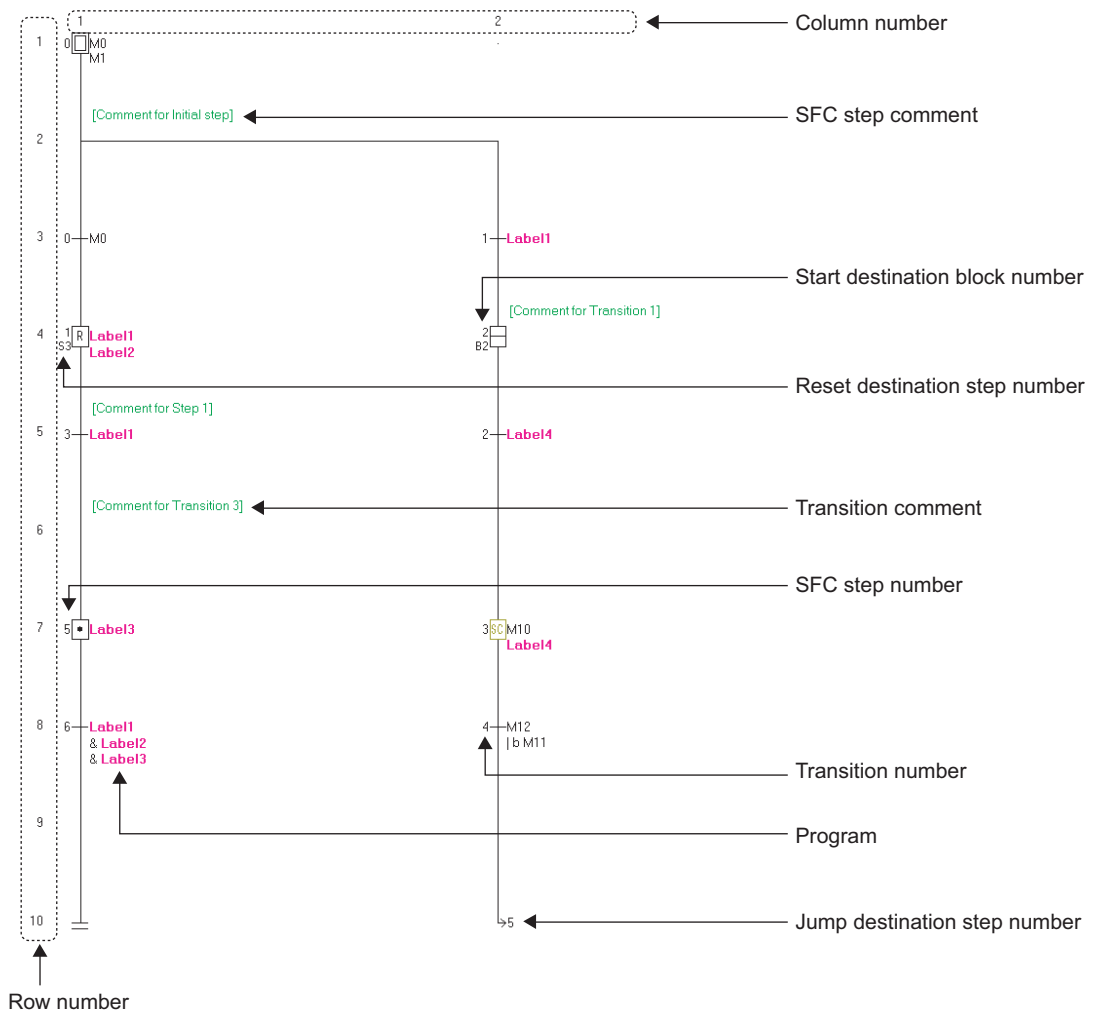 1 2 Column number
1 0 M0
M1
[Comment for Initial step] SFC step comment
2
3 0 M0 1 Label1
Start destination block number
[Comment for Transition 1]
4 1 R Label1 2
S3 Label2 B2
Reset destination step number
[Comment for Step 1]
5 3 Label1 2 Label4
[Comment for Transition 3] Transition comment
6
SFC step number
7 5 Label3 3 SC M10
Label4
8 6 Label1 4 M12
& Label2 | b M11
& Label3
Transition number
9
Program
10 5 Jump destination step number
Row number